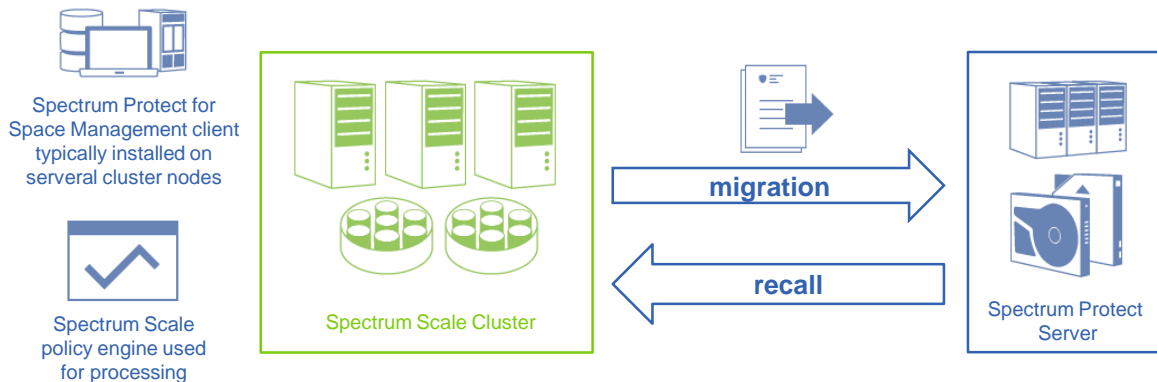 Spectrum Protect for
Space Management client
typically installed on
serveral cluster nodes
Spectrum Scale
policy engine used
for processing
Spectrum Scale Cluster
migration
recall
Spectrum Protect
Server